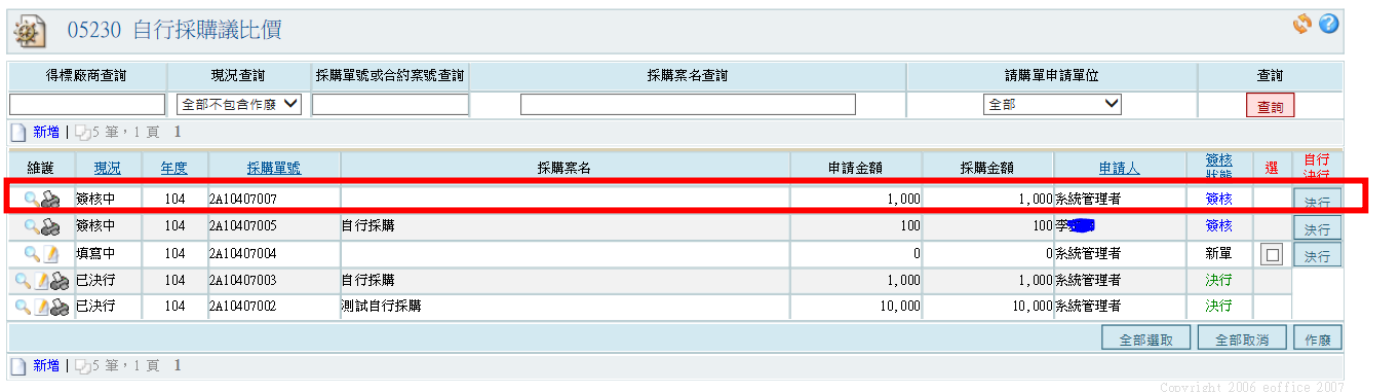 05230 自行採購議比價
得標廠商查詢 現況查詢 採購單號或合約案號查詢 採購案名查詢 請購單申請單位 查詢
全部不包含作廢 全部 查詢
新增 | 5 筆，1 頁 1
維護 現況 年度 採購單號 採購案名 申請金額 採購金額 申請人 簽核狀態 選 自行決行
簽核中 104 2A10407007 1,000 1,000 系統管理者 簽核 決行
簽核中 104 2A10407005 自行採購 100 100 李 簽核 決行
填寫中 104 2A10407004 0 0 系統管理者 新單 決行
已決行 104 2A10407003 自行採購 1,000 1,000 系統管理者 決行
已決行 104 2A10407002 測試自行採購 10,000 10,000 系統管理者 決行
全部選取 全部取消 作廢
新增 | 5 筆，1 頁 1
Copyright 2006 eoffice 2007